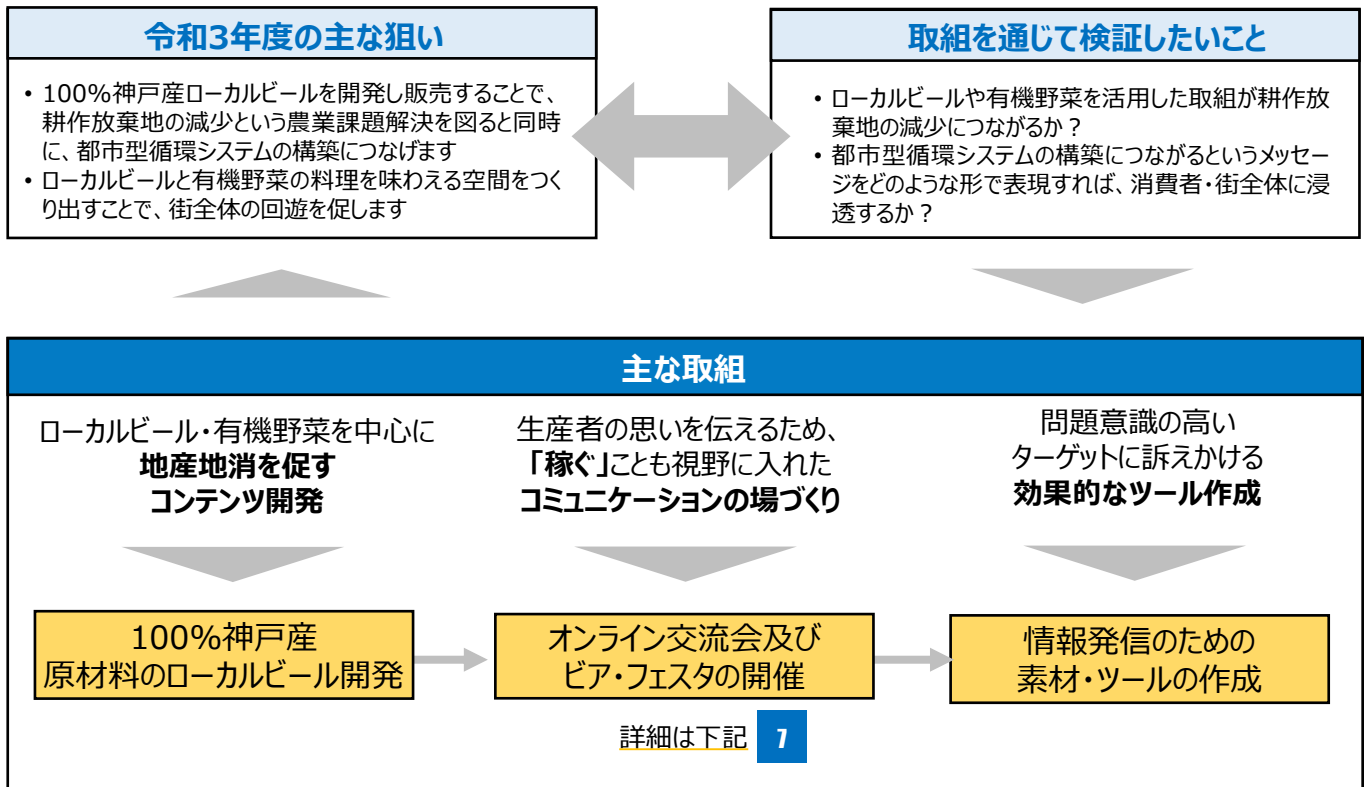 令和3年度の主な狙い
• 100％神戸産ローカルビールを開発し販売することで、
耕作放棄地の減少という農業課題解決を図ると同時
に、都市型循環システムの構築につなげます
• ローカルビールと有機野菜の料理を味わえる空間をつく
り出すことで、街全体の回遊を促します
取組を通じて検証したいこと
• ローカルビールや有機野菜を活用した取組が耕作放
棄地の減少につながるか？
• 都市型循環システムの構築につながるというメッセー
ジをどのような形で表現すれば、消費者・街全体に浸
透するか？
主な取組
ローカルビール・有機野菜を中心に
地産地消を促す
コンテンツ開発
生産者の思いを伝えるため、
「稼ぐ」ことも視野に入れた
コミュニケーションの場づくり
問題意識の高い
ターゲットに訴えかける
効果的なツール作成
100％神戸産
原材料のローカルビール開発
オンライン交流会及び
ビア・フェスタの開催
情報発信のための
素材・ツールの作成
詳細は下記 1